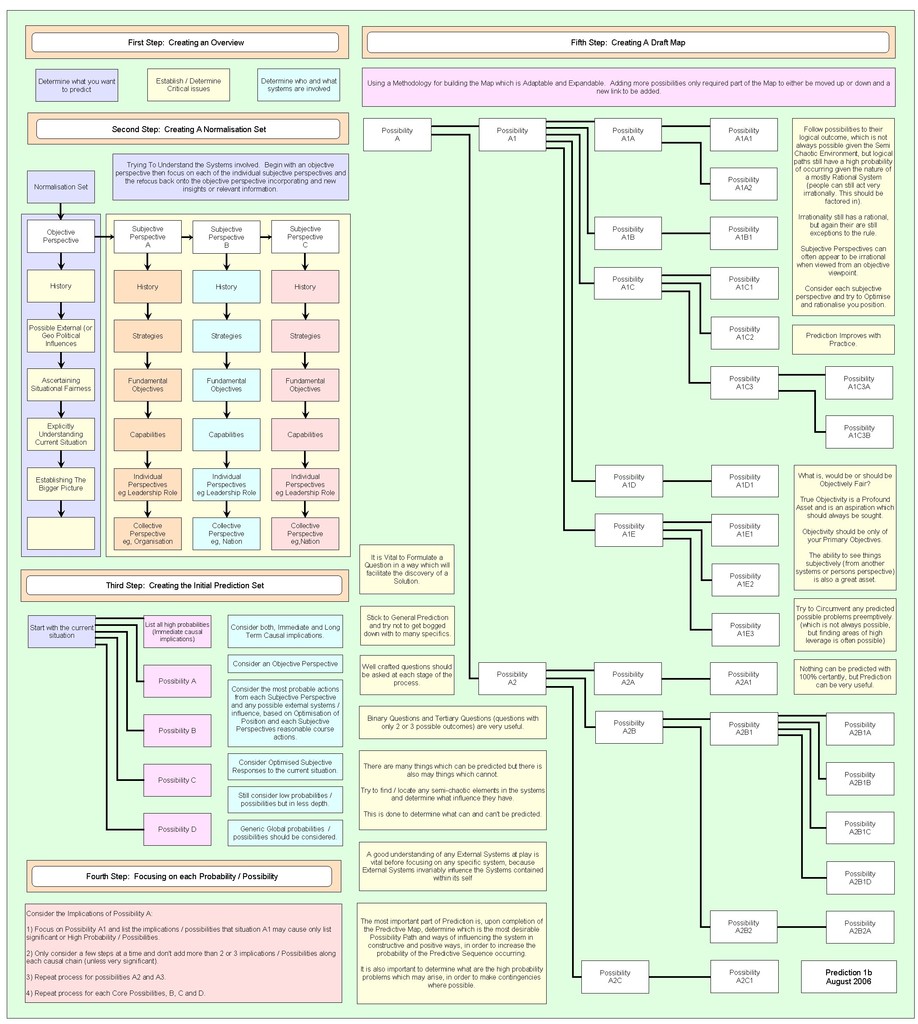 First Step:  Creating an Overview
Determine what you want
to predict
Establish / Determine
Critical issues
Determine who and what
systems are involved
Second Step:  Creating A Normalisation Set
Normalisation Set
Trying To Understand the Systems involved.  Begin with an objective
perspective then focus on each of the individual subjective perspectives and
the refocus back onto the objective perspective incorporating and new
insights or relevant information.
Objective
Perspective
History
Possible External (or
Geo Political
Influences
Ascertaining
Situational Fairness
Explicitly
Understanding
Current Situation
Establishing The
Bigger Picture
Subjective
Perspective
A
History
Strategies
Fundamental
Objectives
Capabilities
Individual
Perspectives
eg Leadership Role
Collective
Perspective
eg, Organisation
Subjective
Perspective
B
History
Strategies
Fundamental
Objectives
Capabilities
Individual
Perspectives
eg Leadership Role
Collective
Perspective
eg, Nation
Subjective
Perspective
C
History
Strategies
Fundamental
Objectives
Capabilities
Individual
Perspectives
eg Leadership Role
Collective
Perspective
eg,Nation
Third Step:  Creating the Initial Prediction Set
Start with the current
situation
List all high probabilities
(Immediate causal
implications)
Possibility A
Possibility B
Possibility C
Possibility D
Consider both, Immediate and Long
Term Causal implications.
Consider an Objective Perspective
Consider the most probable actions
from each Subjective Perspective
and any possible external systems /
influence, based on Optimisation of
Position and each Subjective
Perspectives reasonable course
actions.
Consider Optimised Subjective
Responses to the current situation.
Still consider low probabilities /
possibilities but in less depth.
Generic Global probabilities  /
possibilities should be considered.
Fourth Step:  Focusing on each Probability / Possibility
Consider the Implications of Possibility A:
1) Focus on Possibility A1 and list the implications / possibilities that situation A1 may cause only list
significant or High Probability / Possibilities.
2) Only consider a few steps at a time and don't add more than 2 or 3 implications / Possibilities along
each causal chain (unless very significant).
3) Repeat process for possibilities A2 and A3.
4) Repeat process for each Core Possibilities, B, C and D.
It is Vital to Formulate a
Question in a way which will
facilitate the discovery of a
Solution.
Stick to General Prediction
and try not to get bogged
down with to many specifics.
Well crafted questions should
be asked at each stage of the
process.
Binary Questions and Tertiary Questions (questions with
only 2 or 3 possible outcomes) are very useful.
There are many things which can be predicted but there is
also may things which cannot.
Try to find / locate any semi-chaotic elements in the systems
and determine what influence they have.
This is done to determine what can and can't be predicted.
A good understanding of any External Systems at play is
vital before focusing on any specific system, because
External Systems invariably influence the Systems contained
within its self
The most important part of Prediction is, upon completion of
the Predictive Map, determine which is the most desirable
Possibility Path and ways of influencing the system in
constructive and positive ways, in order to increase the
probability of the Predictive Sequence occurring.
It is also important to determine what are the high probability
problems which may arise, in order to make contingencies
where possible.
Fifth Step:  Creating A Draft Map
Using a Methodology for building the Map which is Adaptable and Expandable.  Adding more possibilities only required part of the Map to either be moved up or down and a
new link to be added.
Possibility
A
Possibility
A1
Possibility
A1A
Possibility
A1A1
Possibility
A1A2
Possibility
A1B
Possibility
A1B1
Possibility
A1C
Possibility
A1C1
Possibility
A1C2
Possibility
A1C3
Possibility
A1C3A
Possibility
A1C3B
Possibility
A1D
Possibility
A1D1
Possibility
A1E
Possibility
A1E1
Possibility
A1E2
Possibility
A1E3
Possibility
A2
Possibility
A2A
Possibility
A2A1
Possibility
A2B
Possibility
A2B1
Possibility
A2B1A
Possibility
A2B1B
Possibility
A2B1C
Possibility
A2B1D
Possibility
A2B2
Possibility
A2B2A
Possibility
A2C
Possibility
A2C1
Follow possibilities to their
logical outcome, which is not
always possible given the Semi
Chaotic Environment, but logical
paths still have a high probability
of occurring given the nature of
a mostly Rational System
(people can still act very
irrationally. This should be
factored in).
Irrationality still has a rational,
but again their are still
exceptions to the rule.
Subjective Perspectives can
often appear to be irrational
when viewed from an objective
viewpoint.
Consider each subjective
perspective and try to Optimise
and rationalise you position.
Prediction Improves with
Practice.
What is, would be or should be
Objectively Fair?
True Objectivity is a Profound
Asset and is an aspiration which
should always be sought.
Objectivity should be only of
your Primary Objectives.
The ability to see things
subjectively (from another
systems or persons perspective)
is also a great asset.
Try to Circumvent any predicted
possible problems preemptively.
(which is not always possible,
but finding areas of high
leverage is often possible)
Nothing can be predicted with
100% certantly, but Prediction
can be very useful.
Prediction 1b
August 2006